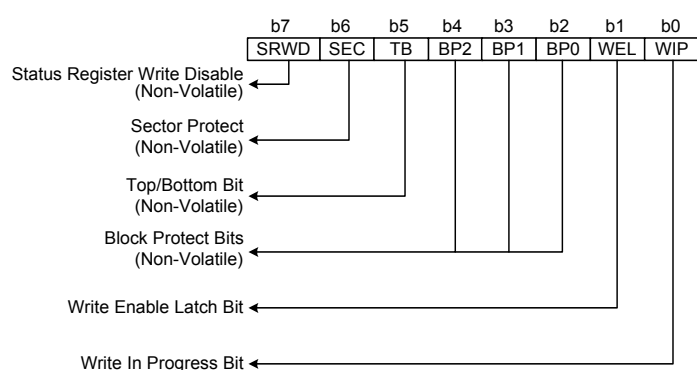 b7 b6 b5 b4 b3 b2 b1 b0
SRWD SEC TB BP2 BP1 BP0 WEL WIP
Status Register Write Disable
(Non-Volatile)
Sector Protect
(Non-Volatile)
Top/Bottom Bit
(Non-Volatile)
Block Protect Bits
(Non-Volatile)
Write Enable Latch Bit
Write In Progress Bit